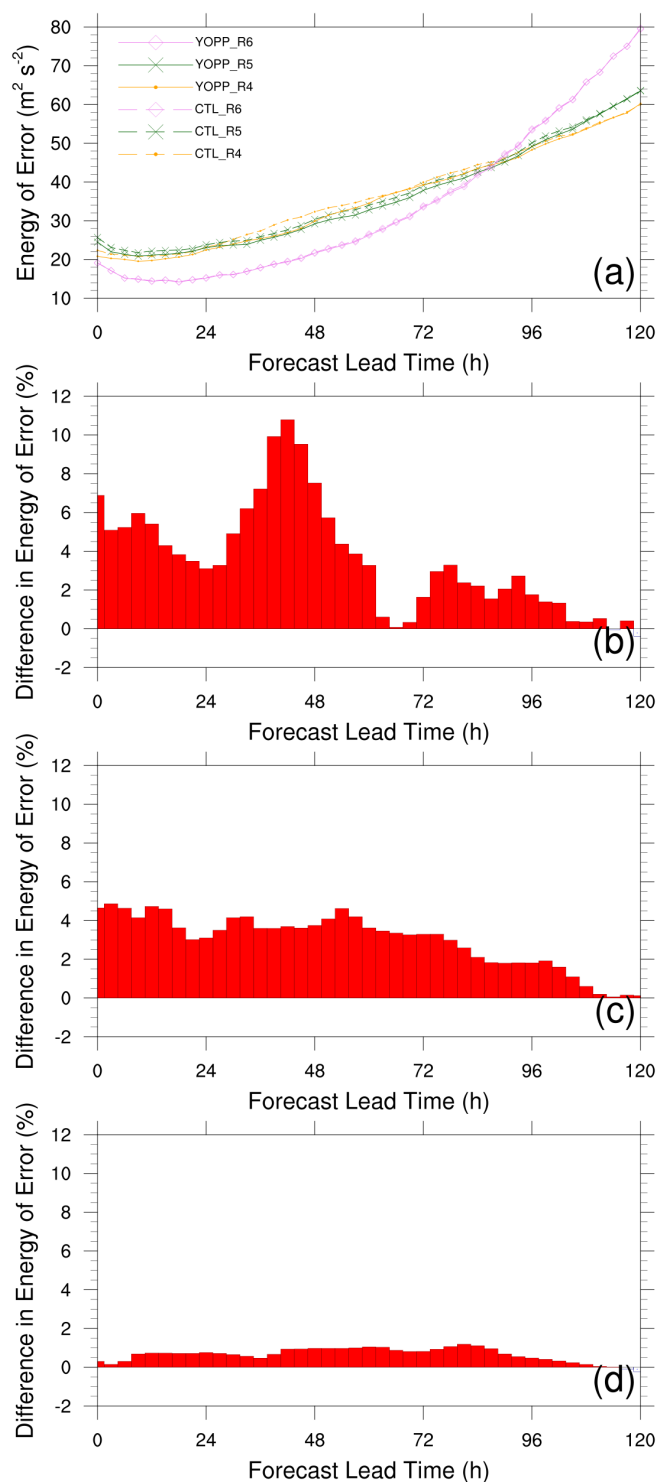 Energy of Error (m² s⁻²)
80
70
60
50
40
30
20
10
YOPP_R6
YOPP_R5
YOPP_R4
CTL_R6
CTL_R5
CTL_R4
(a)
0 24 48 72 96 120
Forecast Lead Time (h)
Difference in Energy of Error (%)
12
10
8
6
4
2
0
-2
(b)
0 24 48 72 96 120
Forecast Lead Time (h)
Difference in Energy of Error (%)
12
10
8
6
4
2
0
-2
(c)
0 24 48 72 96 120
Forecast Lead Time (h)
Difference in Energy of Error (%)
12
10
8
6
4
2
0
-2
(d)
0 24 48 72 96 120
Forecast Lead Time (h)